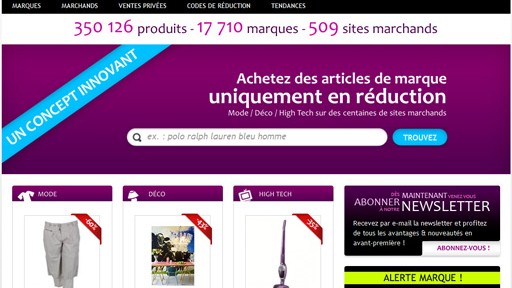 MARQUES MARCHANDS VENTES PRIVÉES CODES DE RÉDUCTION TENDANCES
350 126 produits - 17 710 marques - 509 sites marchands
UN CONCEPT INNOVANT
Achetez des articles de marque
uniquement en réduction
Mode / Déco / High Tech sur des centaines de sites marchands
ex. : polo ralph lauren bleu homme TROUVEZ
MODE
-60%
DÉCO
-43%
HIGH TECH
-35%
DÈS MAINTENANT VENEZ VOUS
ABONNER À NOTRE NEWSLETTER
Recevez par e-mail la newsletter et profitez
de tous les avantages & nouveautés en
avant-première !
ABONNEZ-VOUS !
ALERTE MARQUE !